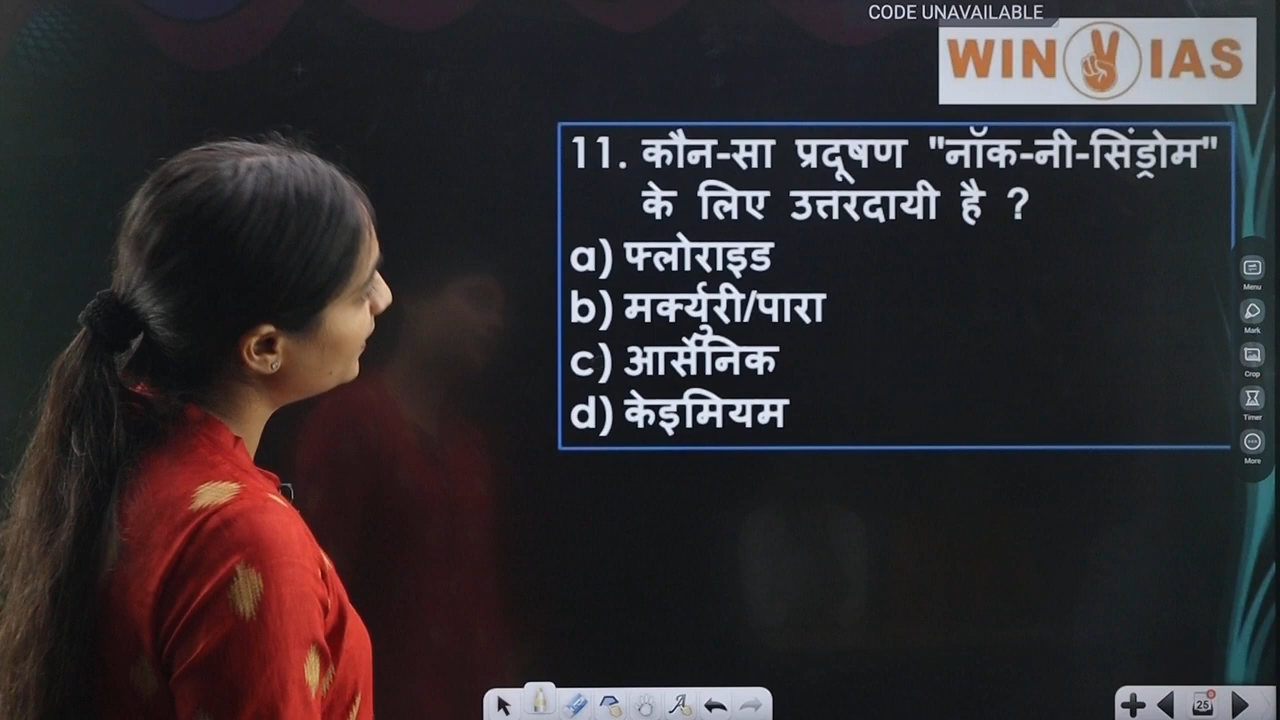 CODE UNAVAILABLE
WIN IAS
11. कौन-सा प्रदूषण "नॉक-नी-सिंड्रोम"
के लिए उत्तरदायी है ?
a) फ्लोराइड
b) मर्क्युरी/पारा
c) आर्सेनिक
d) केइमियम
Menu
Mark
Crop
Timer
More
25